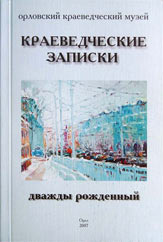 орловский краеведческий музей
КРАЕВЕДЧЕСКИЕ
ЗАПИСКИ
дважды рожденный
Орел
2007